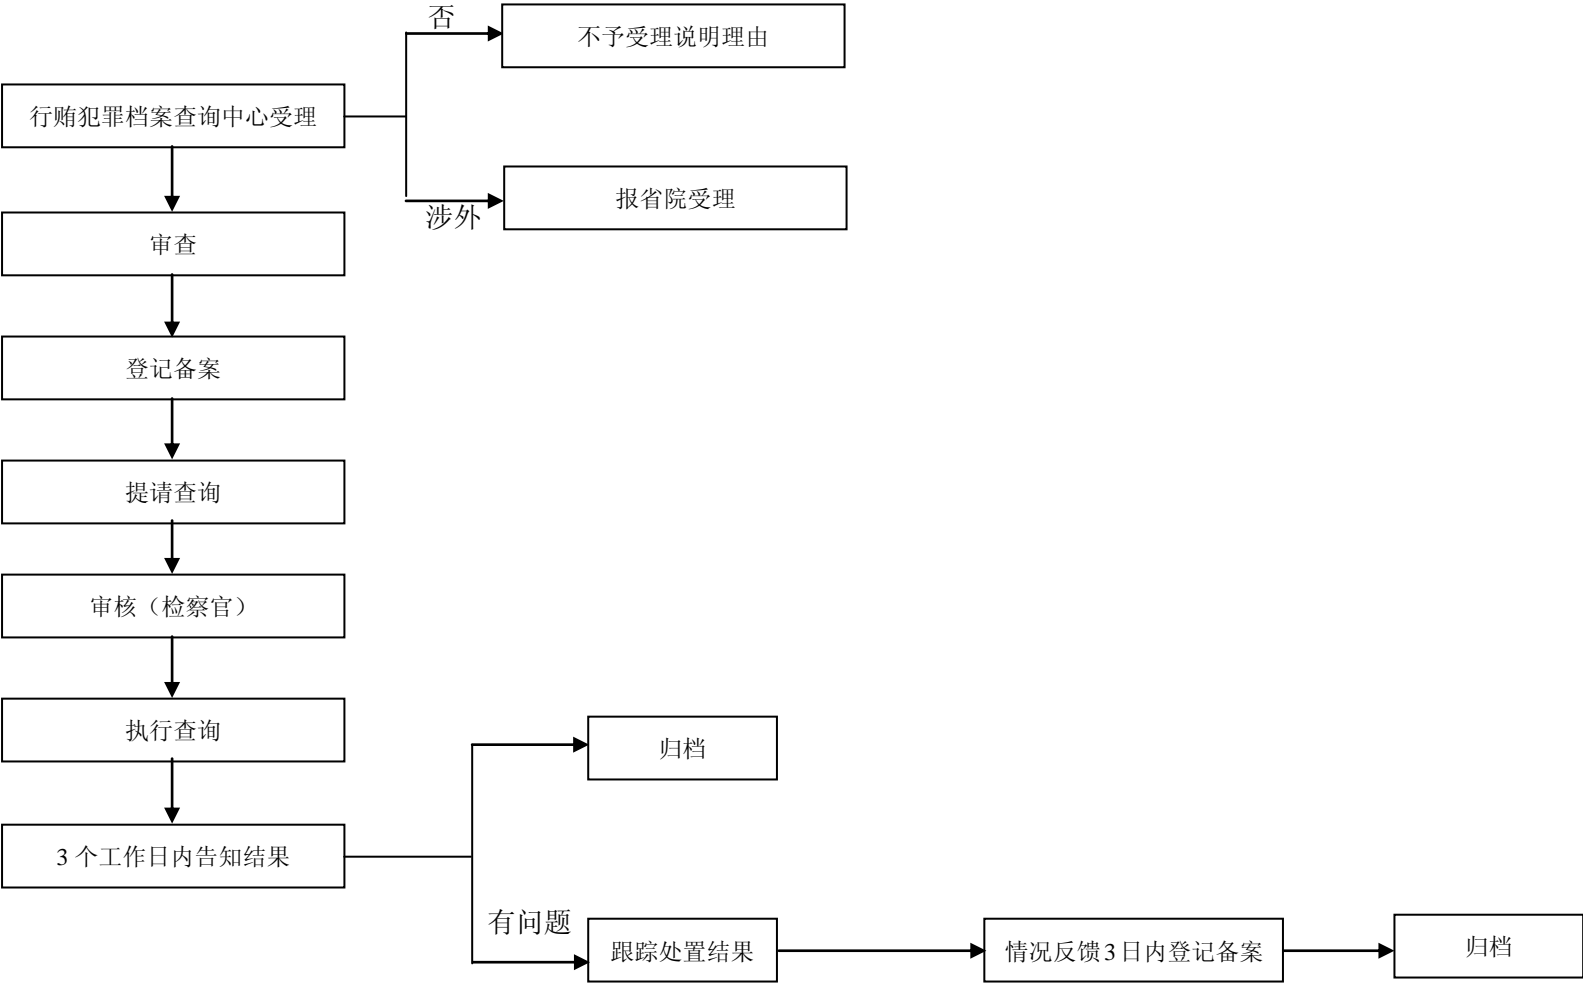 否
不予受理说明理由
行贿犯罪档案查询中心受理
报省院受理
涉外
审查
登记备案
提请查询
审核（检察官）
执行查询
归档
3 个工作日内告知结果
有问题
跟踪处置结果
情况反馈 3 日内登记备案
归档